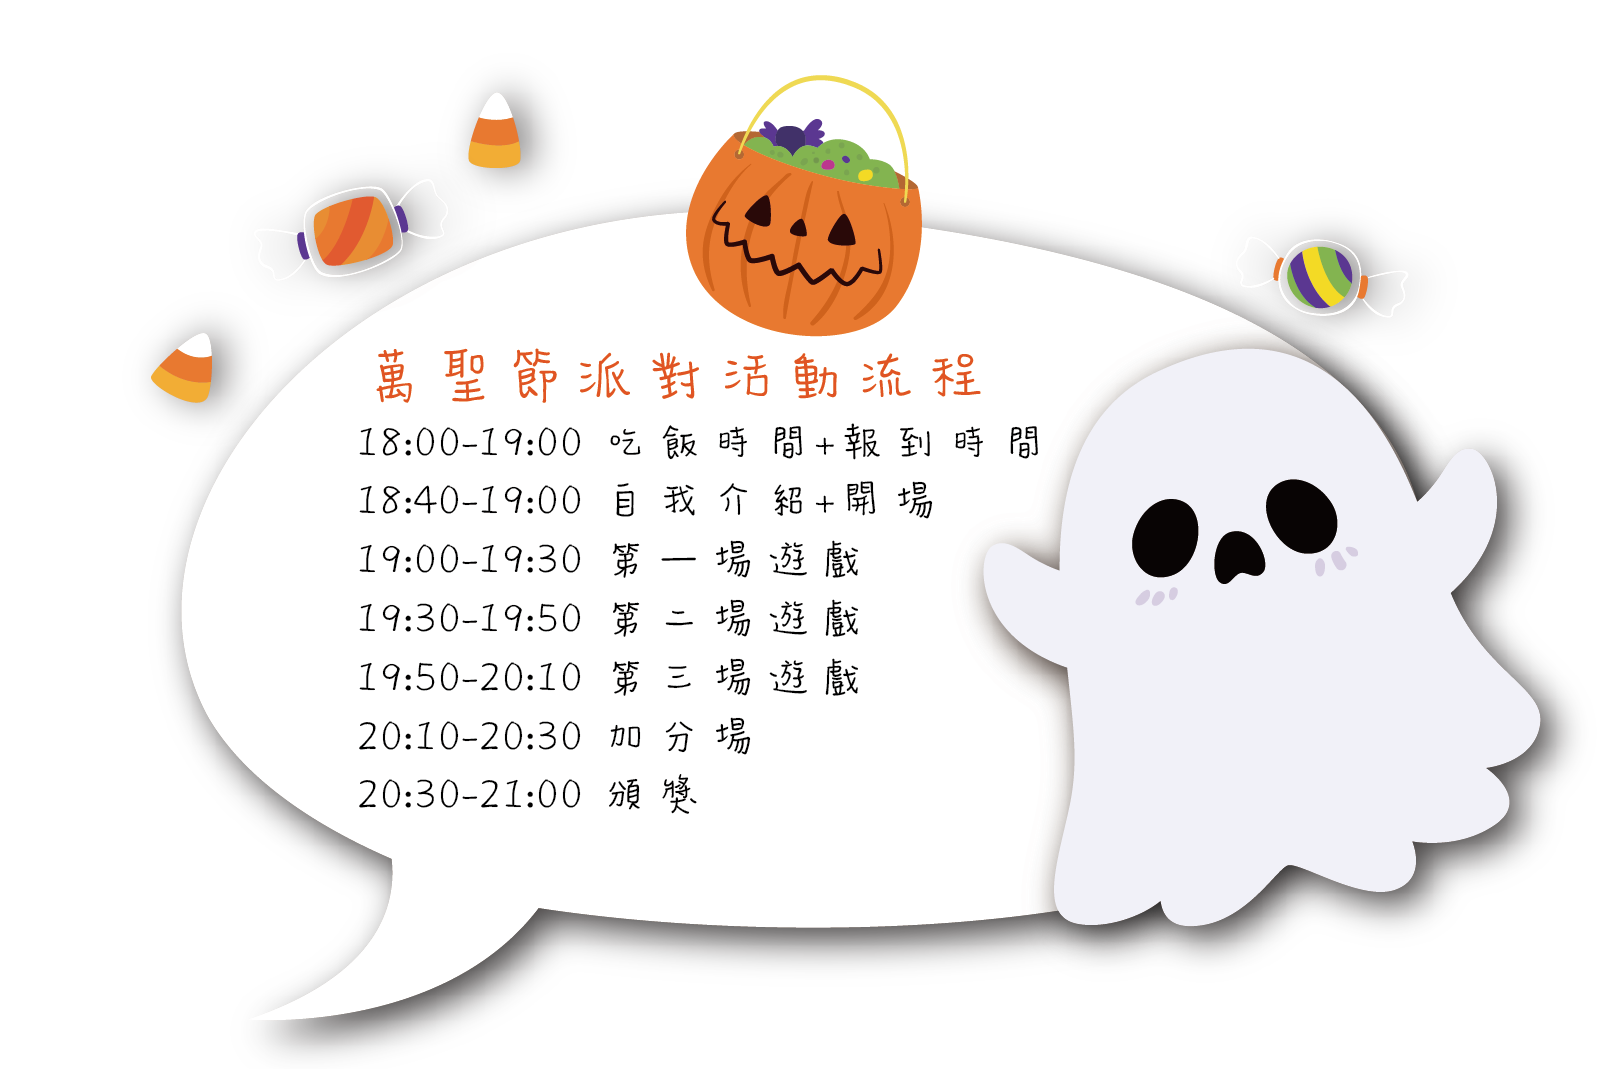 萬聖節派對活動流程
18:00-19:00 吃飯時間+報到時間
18:40-19:00 自我介紹+開場
19:00-19:30 第一場遊戲
19:30-19:50 第二場遊戲
19:50-20:10 第三場遊戲
20:10-20:30 加分場
20:30-21:00 頒獎